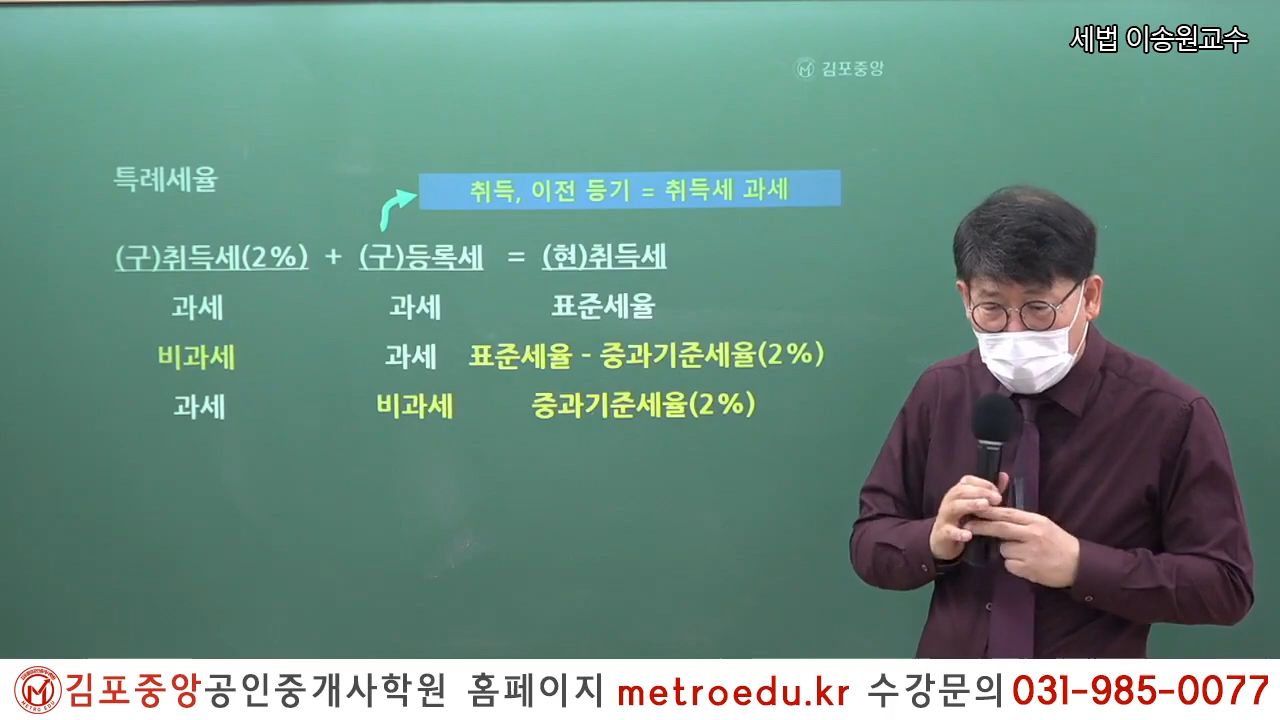 세법 이송원교수
김포중앙
특례세율
취득, 이전 등기 = 취득세 과세
(구)취득세(2%) + (구)등록세 = (현)취득세
과세 과세 표준세율
비과세 과세 표준세율 - 중과기준세율(2%)
과세 비과세 중과기준세율(2%)
김포중앙공인중개사학원 홈페이지 metroedu.kr 수강문의 031-985-0077